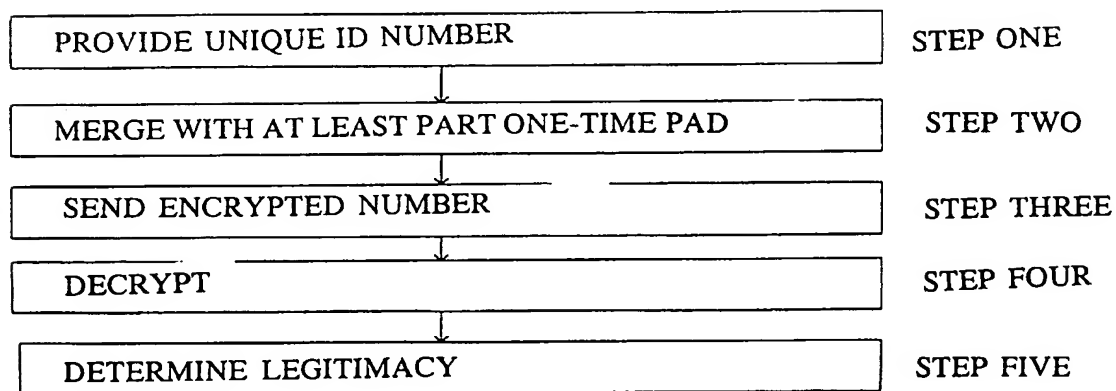 PROVIDE UNIQUE ID NUMBER STEP ONE
MERGE WITH AT LEAST PART ONE-TIME PAD STEP TWO
SEND ENCRYPTED NUMBER STEP THREE
DECRYPT STEP FOUR
DETERMINE LEGITIMACY STEP FIVE